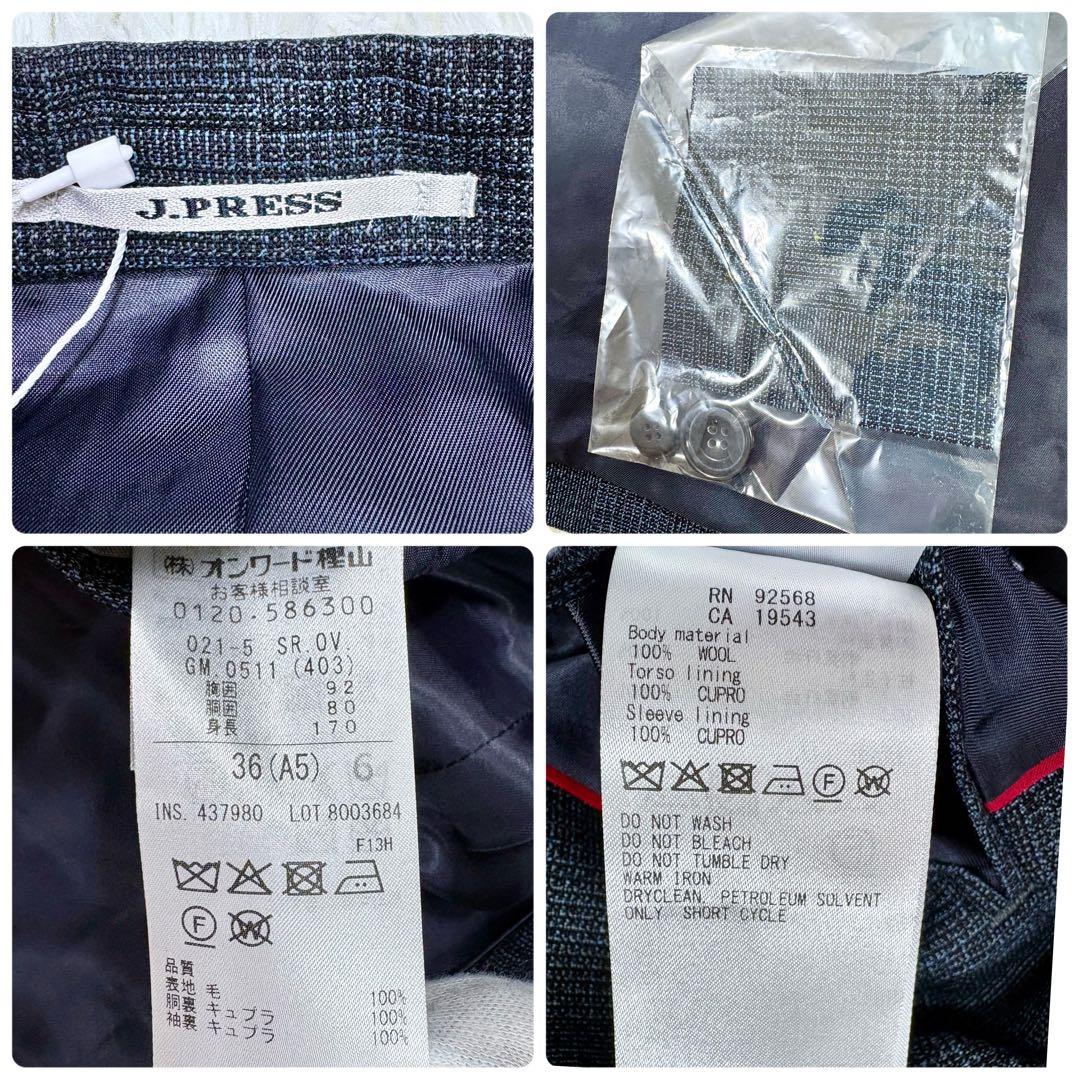 J.PRESS
(株)オンワード樫山
お客様相談室
0120-586300
021-5 SR.OV.
GM.0511 (403)
胸囲 92
胴囲 80
身長 170
36(A5) 6
INS. 437980 LOT 8003684
F13H
F W
品質
表地 毛 100%
胴裏 キュプラ 100%
袖裏 キュプラ 100%
RN 92568
CA 19543
Body material
100% WOOL
Torso lining
100% CUPRO
Sleeve lining
100% CUPRO
F W
DO NOT WASH
DO NOT BLEACH
DO NOT TUMBLE DRY
WARM IRON
DRYCLEAN. PETROLEUM SOLVENT
ONLY SHORT CYCLE